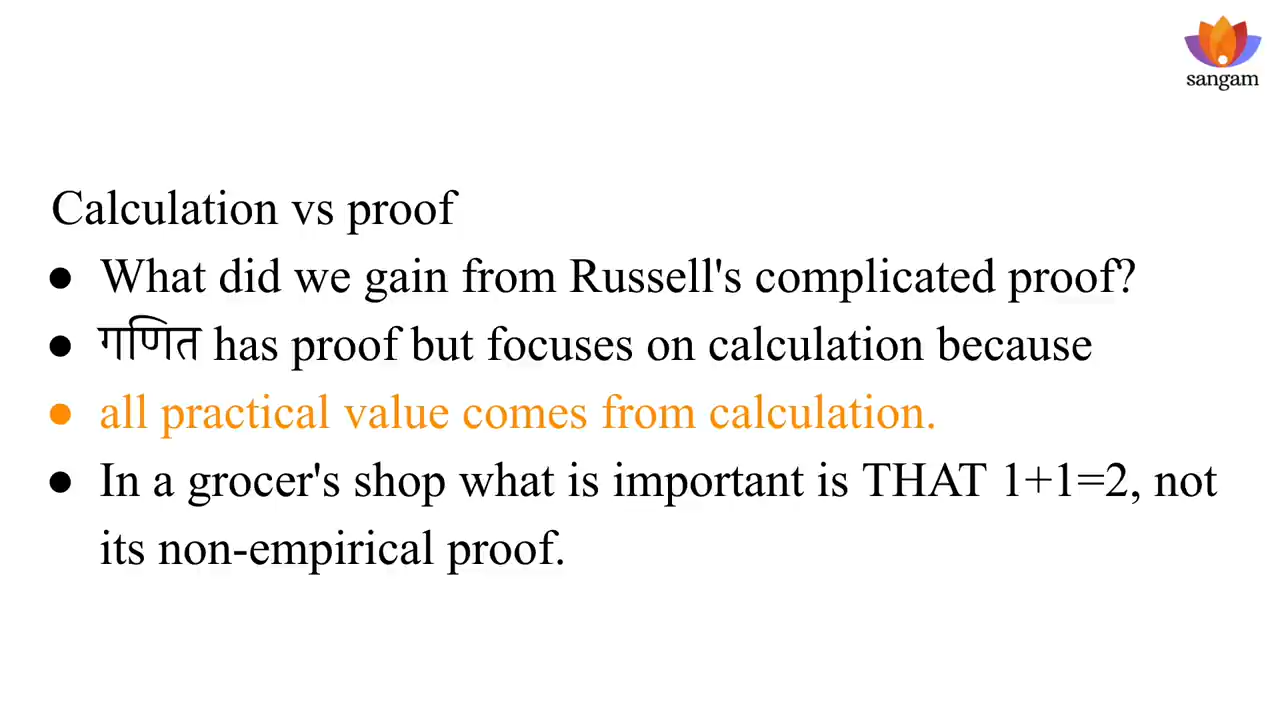 sangam
Calculation vs proof
● What did we gain from Russell's complicated proof?
● गणित has proof but focuses on calculation because
● all practical value comes from calculation.
● In a grocer's shop what is important is THAT 1+1=2, not
its non-empirical proof.